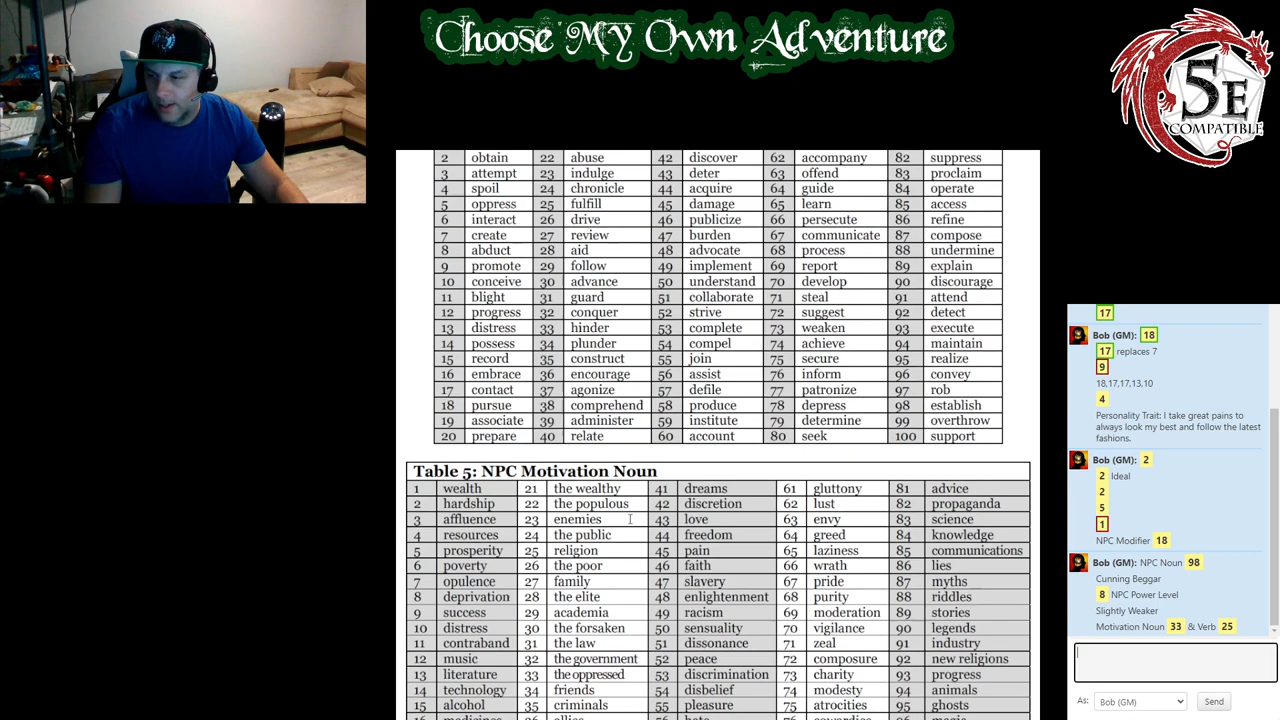 Choose My Own Adventure
5E
COMPATIBLE
2 obtain 22 abuse 42 discover 62 accompany 82 suppress
3 attempt 23 indulge 43 deter 63 offend 83 proclaim
4 spoil 24 chronicle 44 acquire 64 guide 84 operate
5 oppress 25 fulfill 45 damage 65 learn 85 access
6 interact 26 drive 46 publicize 66 persecute 86 refine
7 create 27 review 47 burden 67 communicate 87 compose
8 abduct 28 aid 48 advocate 68 process 88 undermine
9 promote 29 follow 49 implement 69 report 89 explain
10 conceive 30 advance 50 understand 70 develop 90 discourage
11 blight 31 guard 51 collaborate 71 steal 91 attend
12 progress 32 conquer 52 strive 72 suggest 92 detect
13 distress 33 hinder 53 complete 73 weaken 93 execute
14 possess 34 plunder 54 compel 74 achieve 94 maintain
15 record 35 construct 55 join 75 secure 95 realize
16 embrace 36 encourage 56 assist 76 inform 96 convey
17 contact 37 agonize 57 defile 77 patronize 97 rob
18 pursue 38 comprehend 58 produce 78 depress 98 establish
19 associate 39 administer 59 institute 79 determine 99 overthrow
20 prepare 40 relate 60 account 80 seek 100 support
Table 5: NPC Motivation Noun
1 wealth 21 the wealthy 41 dreams 61 gluttony 81 advice
2 hardship 22 the populous 42 discretion 62 lust 82 propaganda
3 affluence 23 enemies 43 love 63 envy 83 science
4 resources 24 the public 44 freedom 64 greed 84 knowledge
5 prosperity 25 religion 45 pain 65 laziness 85 communications
6 poverty 26 the poor 46 faith 66 wrath 86 lies
7 opulence 27 family 47 slavery 67 pride 87 myths
8 deprivation 28 the elite 48 enlightenment 68 purity 88 riddles
9 success 29 academia 49 racism 69 moderation 89 stories
10 distress 30 the forsaken 50 sensuality 70 vigilance 90 legends
11 contraband 31 the law 51 dissonance 71 zeal 91 industry
12 music 32 the government 52 peace 72 composure 92 new religions
13 literature 33 the oppressed 53 discrimination 73 charity 93 progress
14 technology 34 friends 54 disbelief 74 modesty 94 animals
15 alcohol 35 criminals 55 pleasure 75 atrocities 95 ghosts
17
Bob (GM): 18
17 replaces 7
9
18,17,17,13,10
4
Personality Trait: I take great pains to
always look my best and follow the latest
fashions.
Bob (GM): 2
2 Ideal
2
5
1
NPC Modifier 18
Bob (GM): NPC Noun 98
Cunning Beggar
8 NPC Power Level
Slightly Weaker
Motivation Noun 33 & Verb 25
As: Bob (GM) Send